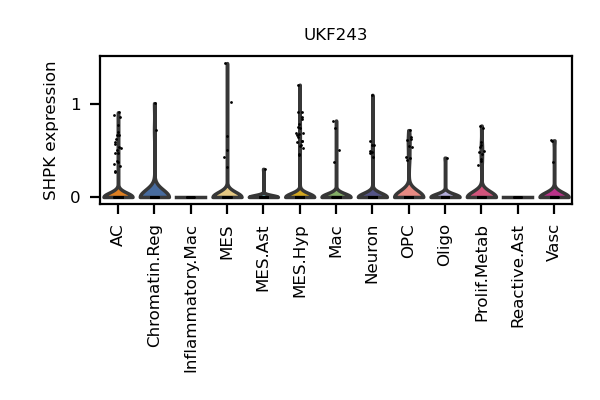 UKF243
SHPK expression
1
0
AC
Chromatin.Reg
Inflammatory.Mac
MES
MES.Ast
MES.Hyp
Mac
Neuron
OPC
Oligo
Prolif.Metab
Reactive.Ast
Vasc